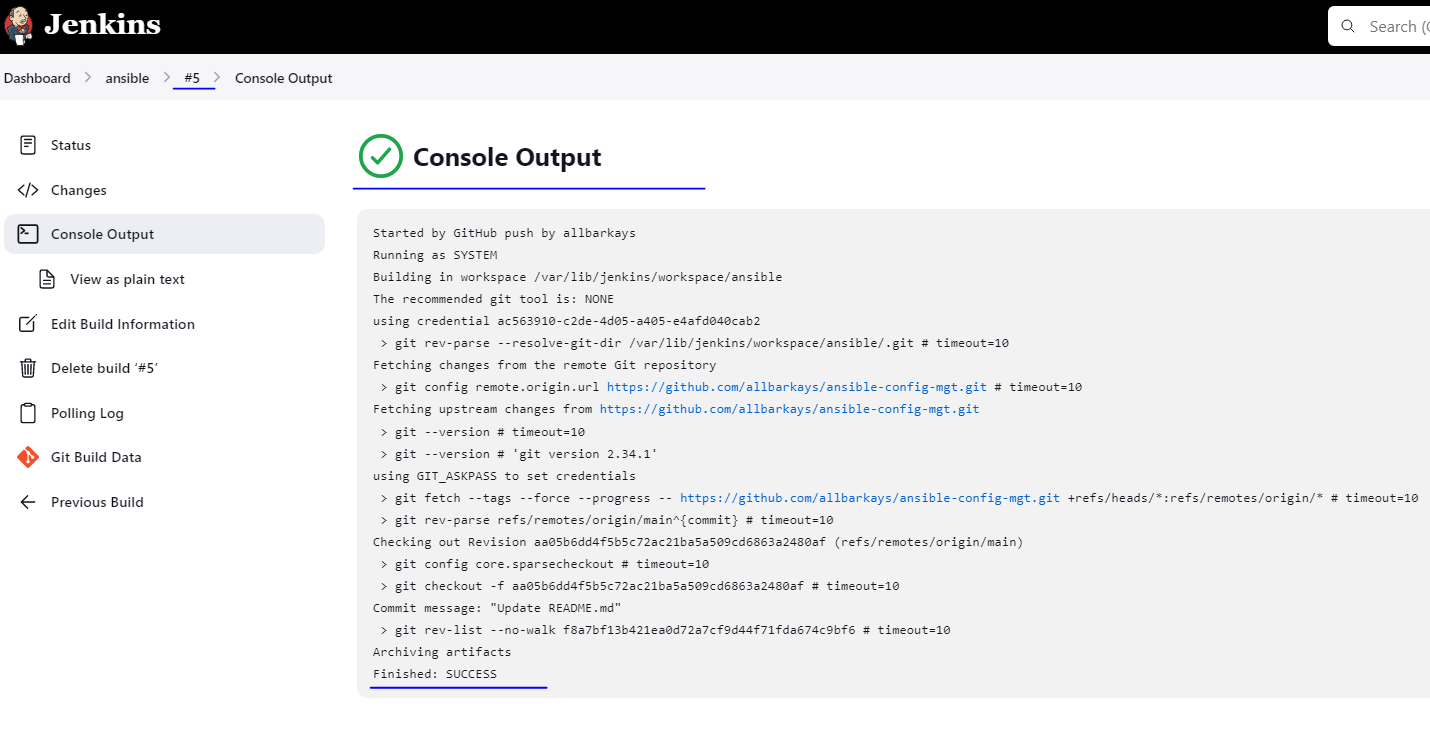 Jenkins
Search (
Dashboard > ansible > #5 > Console Output
Status
Changes
Console Output
View as plain text
Edit Build Information
Delete build ‘#5’
Polling Log
Git Build Data
Previous Build
Console Output
Started by GitHub push by allbarkays
Running as SYSTEM
Building in workspace /var/lib/jenkins/workspace/ansible
The recommended git tool is: NONE
using credential ac563910-c2de-4d05-a405-e4afd040cab2
> git rev-parse --resolve-git-dir /var/lib/jenkins/workspace/ansible/.git # timeout=10
Fetching changes from the remote Git repository
> git config remote.origin.url https://github.com/allbarkays/ansible-config-mgt.git # timeout=10
Fetching upstream changes from https://github.com/allbarkays/ansible-config-mgt.git
> git --version # timeout=10
> git --version # 'git version 2.34.1'
using GIT_ASKPASS to set credentials
> git fetch --tags --force --progress -- https://github.com/allbarkays/ansible-config-mgt.git +refs/heads/*:refs/remotes/origin/* # timeout=10
> git rev-parse refs/remotes/origin/main^{commit} # timeout=10
Checking out Revision aa05b6dd4f5b5c72ac21ba5a509cd6863a2480af (refs/remotes/origin/main)
> git config core.sparsecheckout # timeout=10
> git checkout -f aa05b6dd4f5b5c72ac21ba5a509cd6863a2480af # timeout=10
Commit message: "Update README.md"
> git rev-list --no-walk f8a7bf13b421ea0d72a7cf9d44f71fda674c9bf6 # timeout=10
Archiving artifacts
Finished: SUCCESS